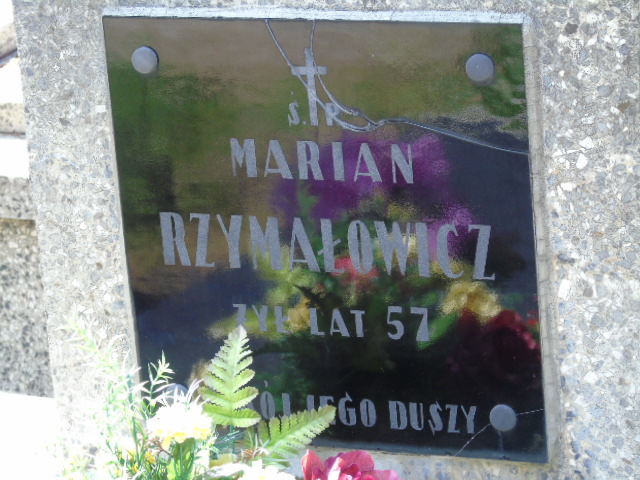 Ś. P.
MARIAN
RZYMAŁOWICZ
ŻYŁ LAT 57
JEGO DUSZY